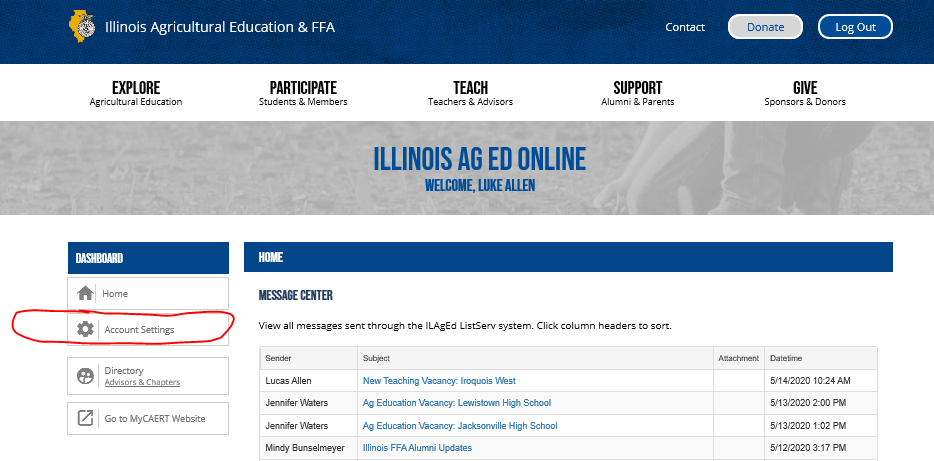 Illinois Agricultural Education & FFA
Contact
Donate
Log Out
EXPLORE
Agricultural Education
PARTICIPATE
Students & Members
TEACH
Teachers & Advisors
SUPPORT
Alumni & Parents
GIVE
Sponsors & Donors
ILLINOIS AG ED ONLINE
WELCOME, LUKE ALLEN
DASHBOARD
Home
Account Settings
Directory
Advisors & Chapters
Go to MyCAERT Website
HOME
MESSAGE CENTER
View all messages sent through the ILAgEd ListServ system. Click column headers to sort.
Sender Subject Attachment Datetime
Lucas Allen New Teaching Vacancy: Iroquois West 5/14/2020 10:24 AM
Jennifer Waters Ag Education Vacancy: Lewistown High School 5/13/2020 2:00 PM
Jennifer Waters Ag Education Vacancy: Jacksonville High School 5/13/2020 1:02 PM
Mindy Bunselmeyer Illinois FFA Alumni Updates 5/12/2020 3:17 PM